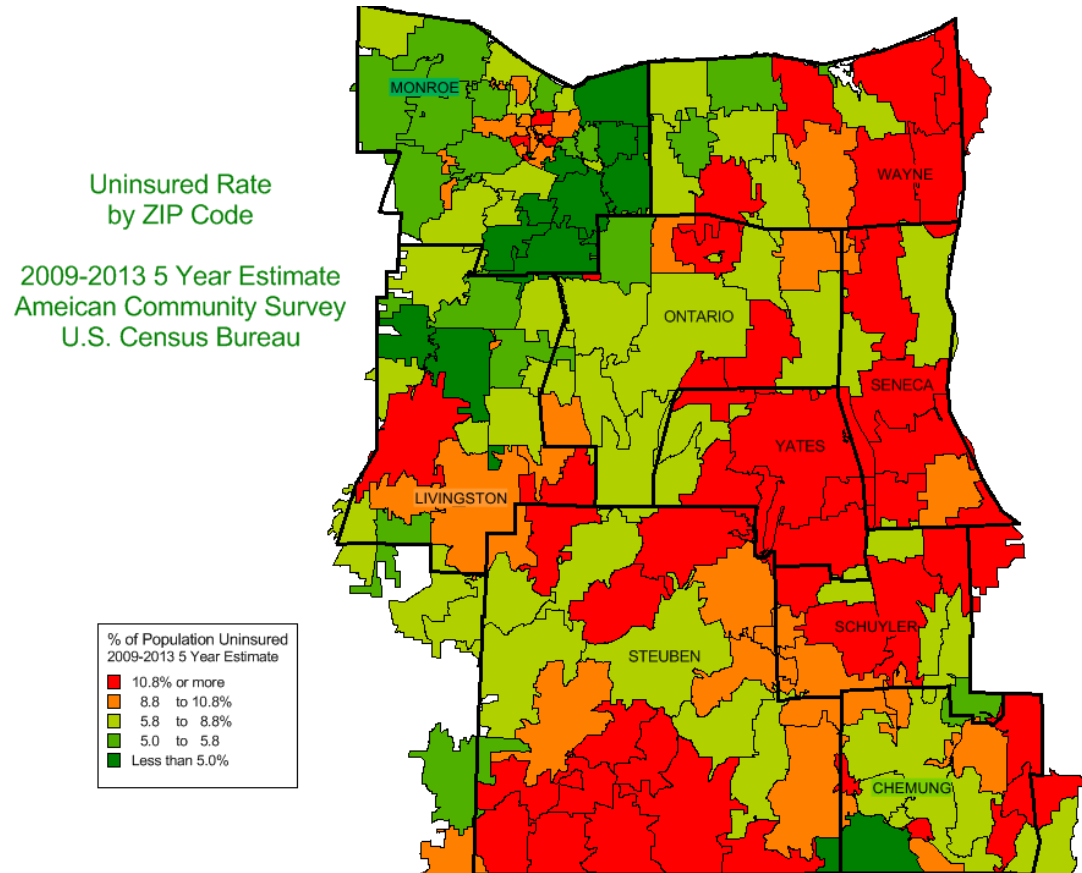 MONROE
Uninsured Rate
by ZIP Code
WAYNE
2009-2013 5 Year Estimate
Ameican Community Survey
U.S. Census Bureau
ONTARIO
SENECA
YATES
LIVINGSTON
SCHUYLER
STEUBEN
CHEMUNG
% of Population Uninsured
2009-2013 5 Year Estimate
10.8% or more
8.8 to 10.8%
5.8 to 8.8%
5.0 to 5.8
Less than 5.0%